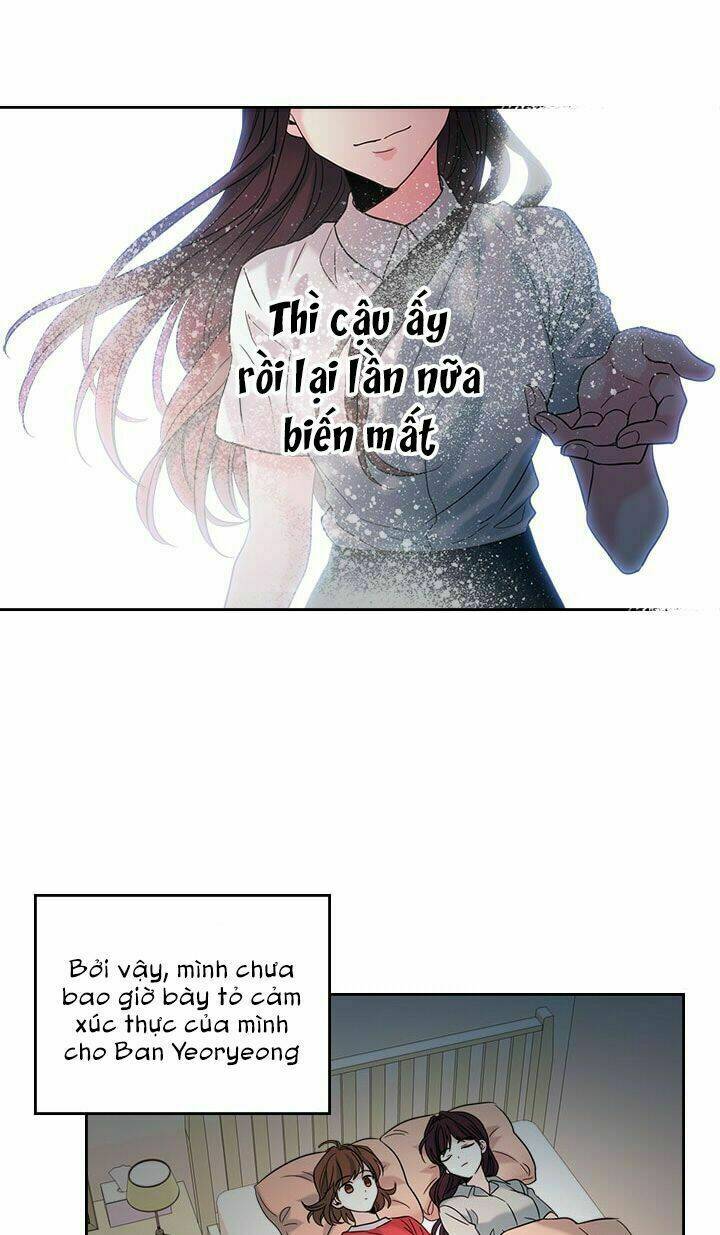 Thì cậu ấy
rồi lại lần nữa
biến mất
Bởi vậy, mình chưa
bao giờ bày tỏ cảm
xúc thực của mình
cho Ban Yeoryeong